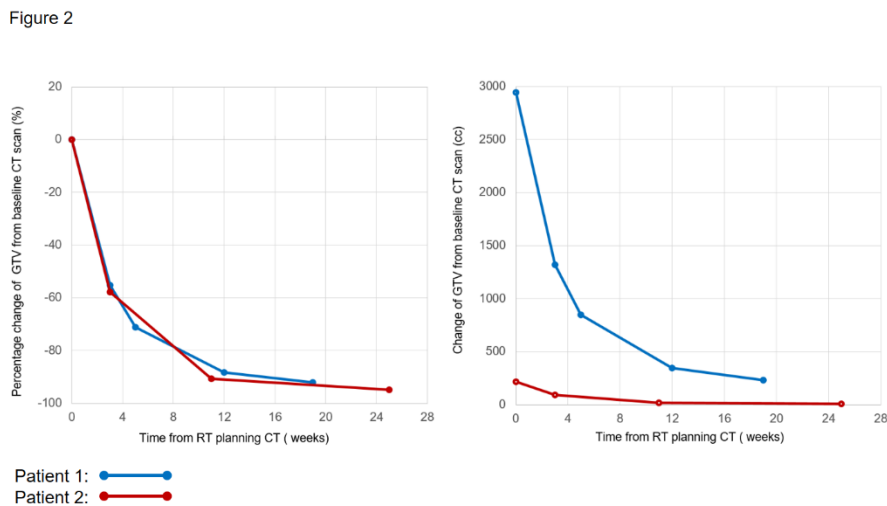 Figure 2
Percentage change of GTV from baseline CT scan (%)
20
0
-20
-40
-60
-80
-100
0 4 8 12 16 20 24 28
Time from RT planning CT ( weeks)
Change of GTV from baseline CT scan (cc)
3000
2500
2000
1500
1000
500
0
0 4 8 12 16 20 24 28
Time from RT planning CT ( weeks)
Patient 1:
Patient 2: